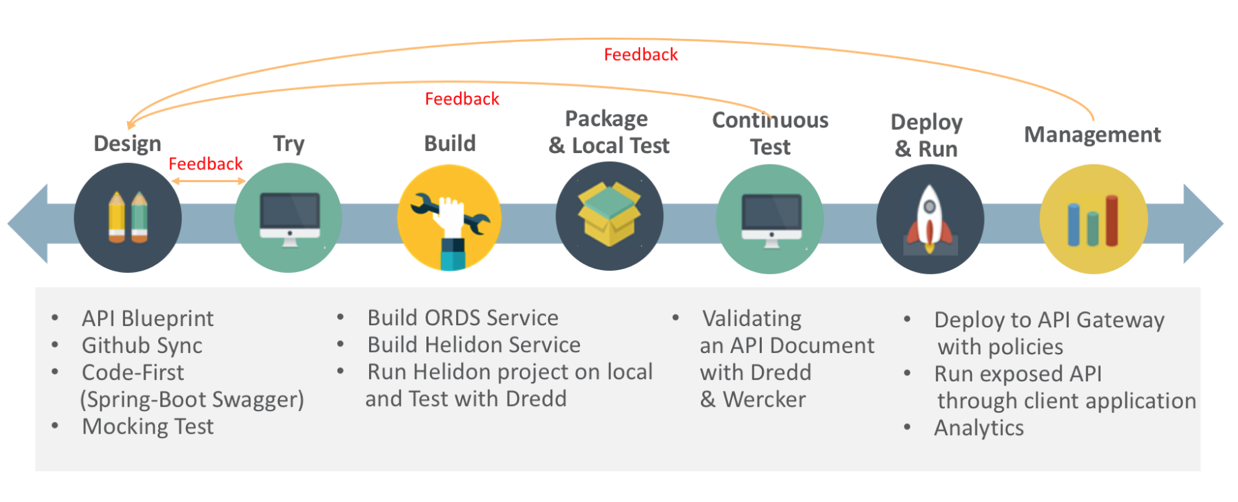 Feedback
Feedback
Design
Try
Build
Package
& Local Test
Continuous
Test
Deploy
& Run
Management
Feedback
• API Blueprint
• Github Sync
• Code-First
(Spring-Boot Swagger)
• Mocking Test
• Build ORDS Service
• Build Helidon Service
• Run Helidon project on local
and Test with Dredd
• Validating
an API Document
with Dredd
& Wercker
• Deploy to API Gateway
with policies
• Run exposed API
through client application
• Analytics